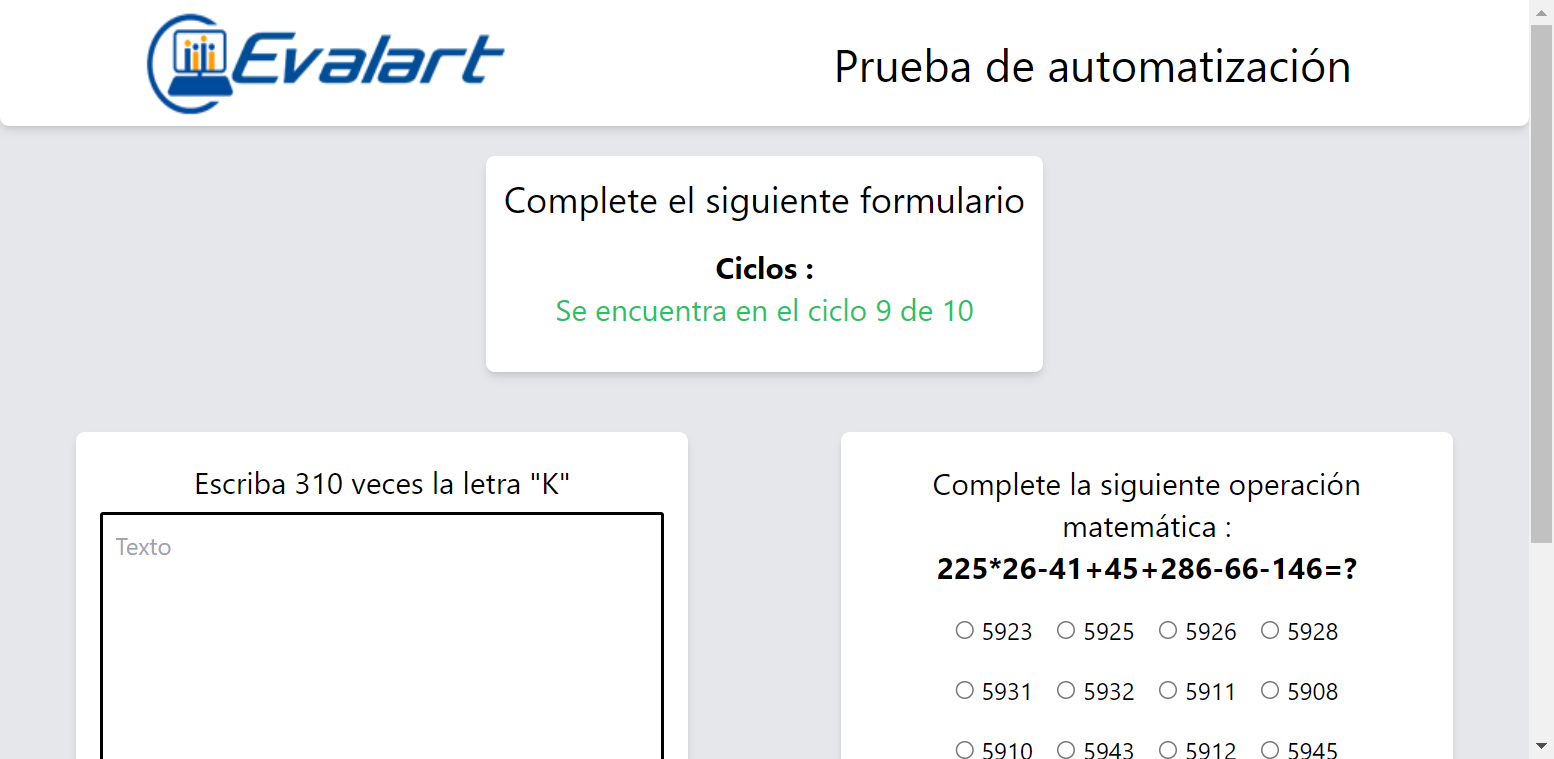 Evalart
Prueba de automatización
Complete el siguiente formulario
Ciclos :
Se encuentra en el ciclo 9 de 10
Escriba 310 veces la letra "K"
Texto
Complete la siguiente operación
matemática :
225*26-41+45+286-66-146=?
5923 5925 5926 5928
5931 5932 5911 5908
5910 5943 5912 5945